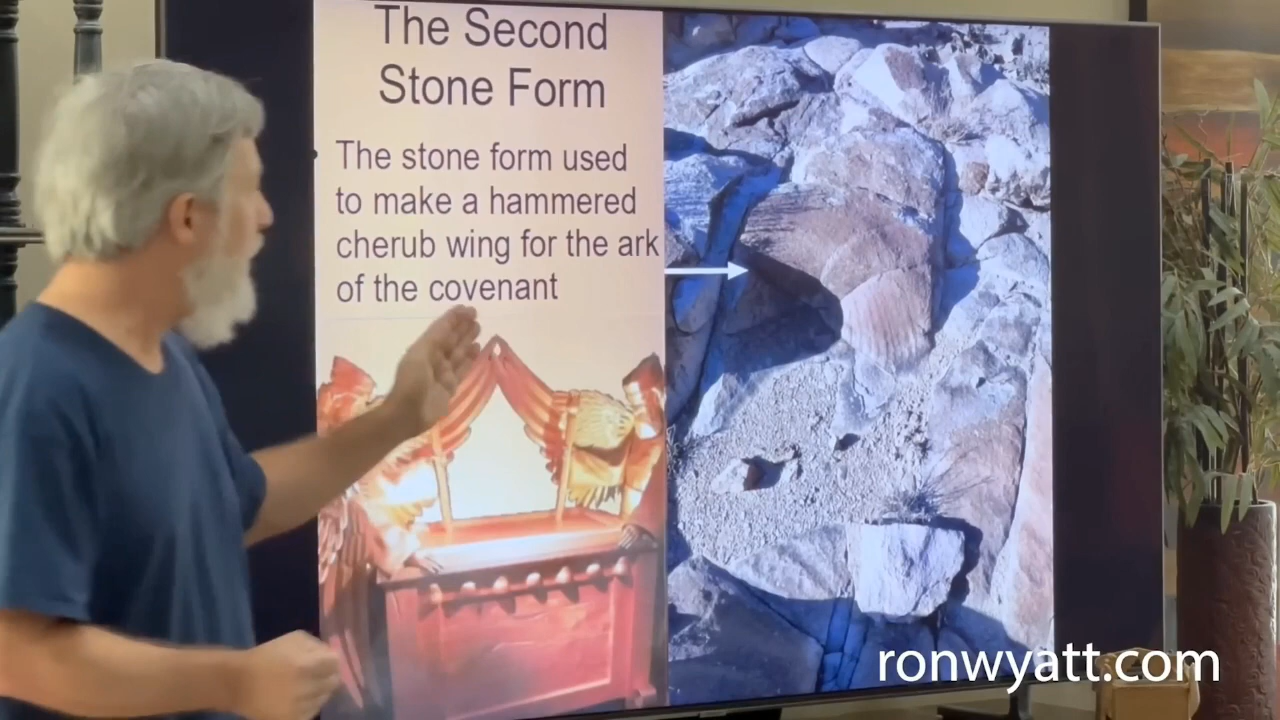 The Second
Stone Form
The stone form used
to make a hammered
cherub wing for the ark
of the covenant
ronwyatt.com